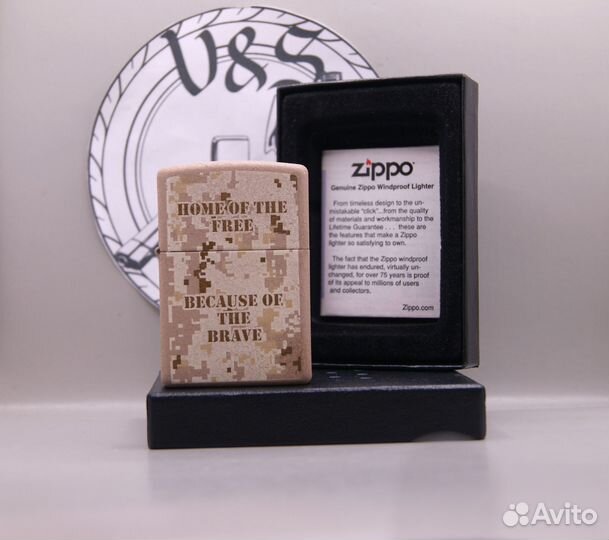 V&S
HOME OF THE
FREE
BECAUSE OF
THE
BRAVE
zippo
Genuine Zippo Windproof Lighter
From timeless design to the un-
mistakable "click"...from the quality
of materials and workmanship to the
Lifetime Guarantee . . . these are
the features that make a Zippo
lighter so satisfying to own.
The fact that the Zippo windproof
lighter has endured, virtually un-
changed, for over 75 years is proof
of its appeal to millions of users
and collectors.
Zippo.com
Avito